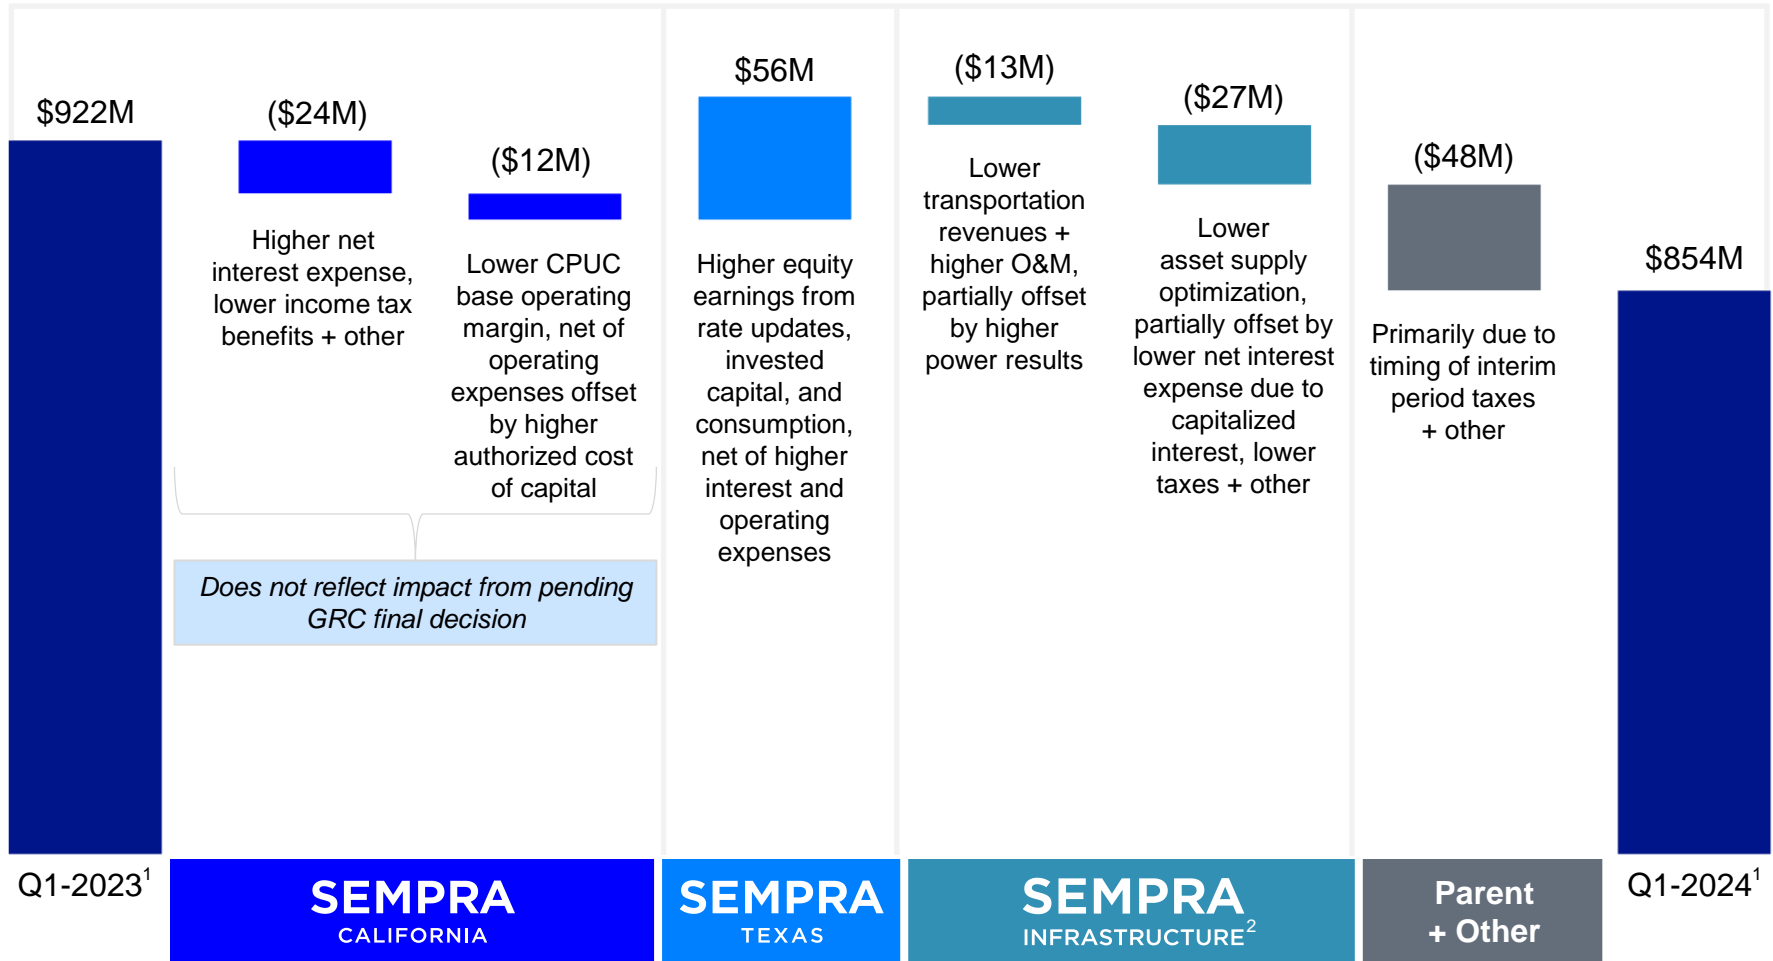 $922M
($24M)
Higher net
interest expense,
lower income tax
benefits + other
($12M)
Lower CPUC
base operating
margin, net of
operating
expenses offset
by higher
authorized cost
of capital
Does not reflect impact from pending
GRC final decision
$56M
Higher equity
earnings from
rate updates,
invested
capital, and
consumption,
net of higher
interest and
operating
expenses
($13M)
Lower
transportation
revenues +
higher O&M,
partially offset
by higher
power results
($27M)
Lower
asset supply
optimization,
partially offset by
lower net interest
expense due to
capitalized
interest, lower
taxes + other
($48M)
Primarily due to
timing of interim
period taxes
+ other
$854M
Q1-2023¹
SEMPRA
CALIFORNIA
SEMPRA
TEXAS
SEMPRA
INFRASTRUCTURE²
Parent
+ Other
Q1-2024¹